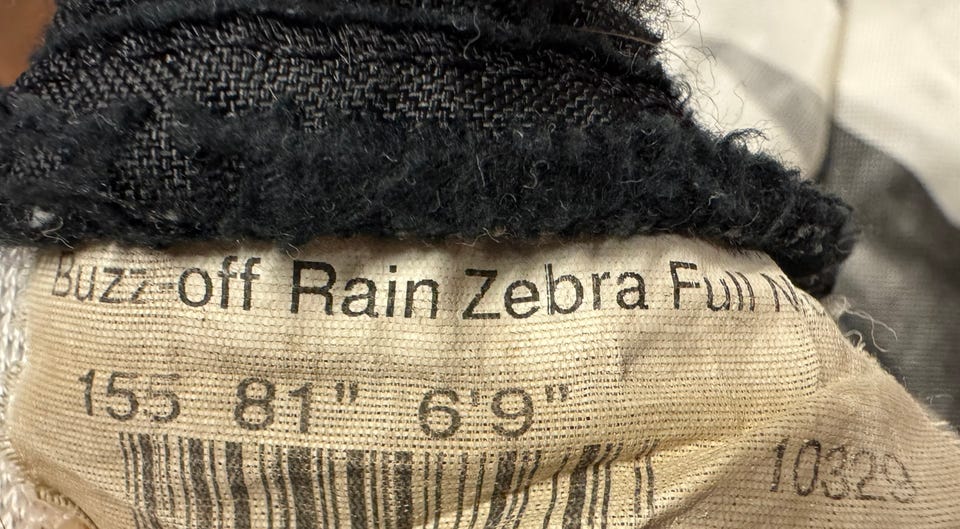 Buzz-off Rain Zebra Full
155 81" 6'9"
10329